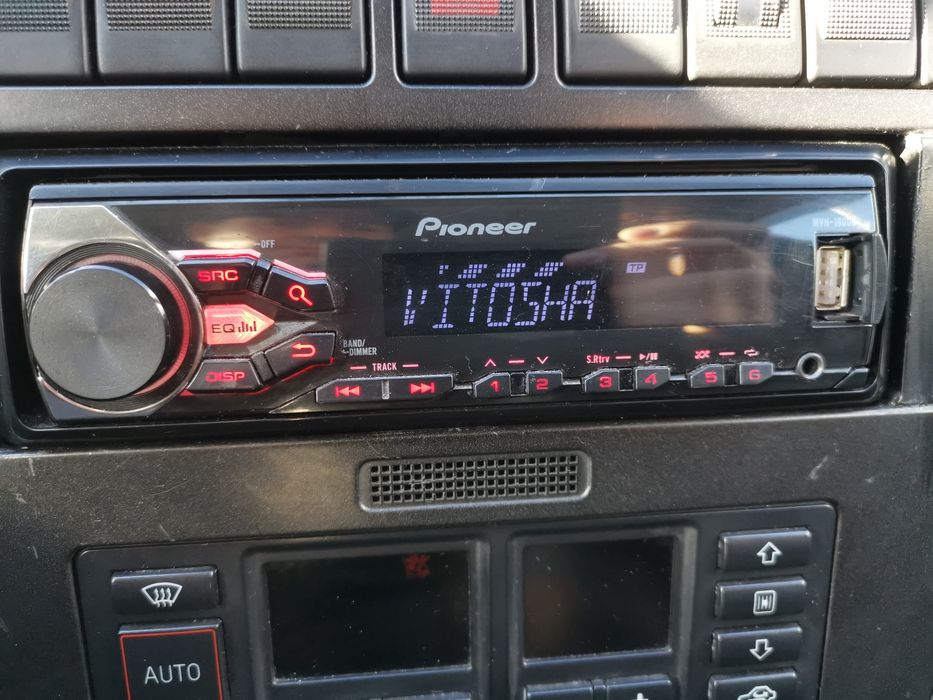 Pioneer
OFF
SRC
EQ
DISP
BAND/
DIMMER
VITOSHA
TP
TRACK
S.Rtrv
1
2
3
4
5
6
AUTO